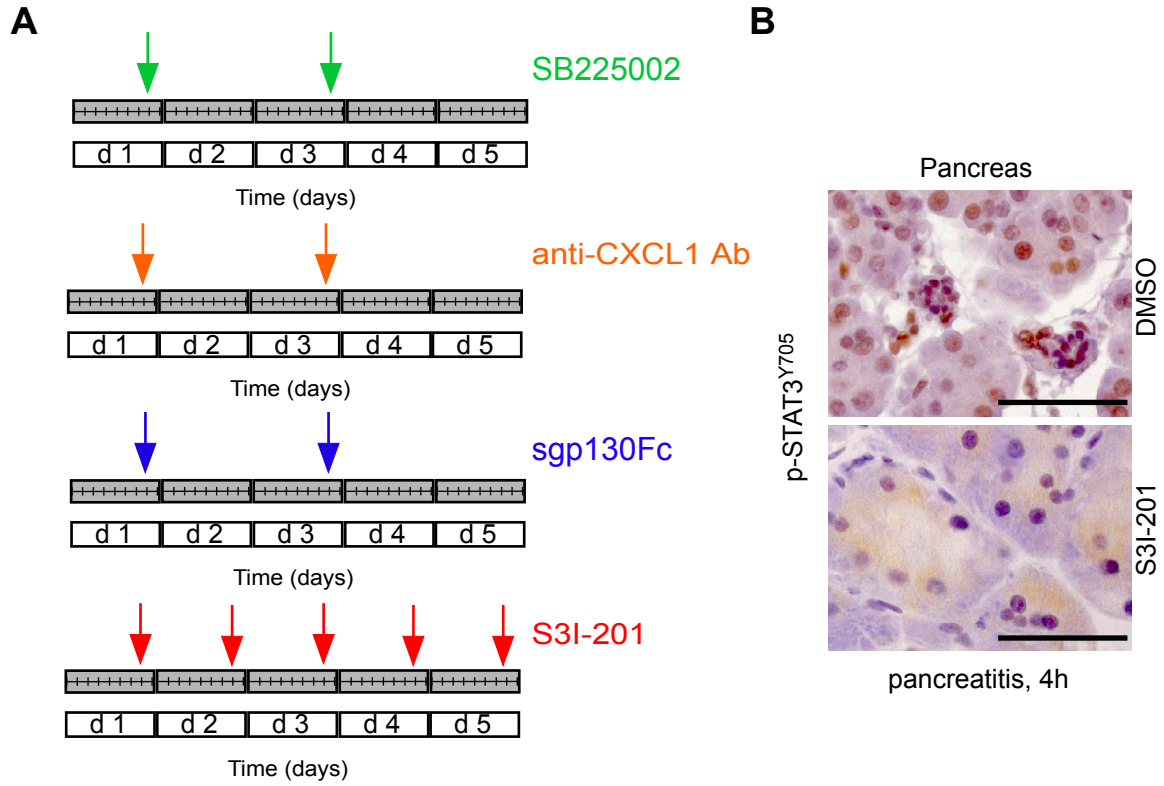 A
SB225002
d 1 d 2 d 3 d 4 d 5
Time (days)
anti-CXCL1 Ab
d 1 d 2 d 3 d 4 d 5
Time (days)
sgp130Fc
d 1 d 2 d 3 d 4 d 5
Time (days)
S3I-201
d 1 d 2 d 3 d 4 d 5
Time (days)
B
Pancreas
p-STAT3^Y705
DMSO
S3I-201
pancreatitis, 4h